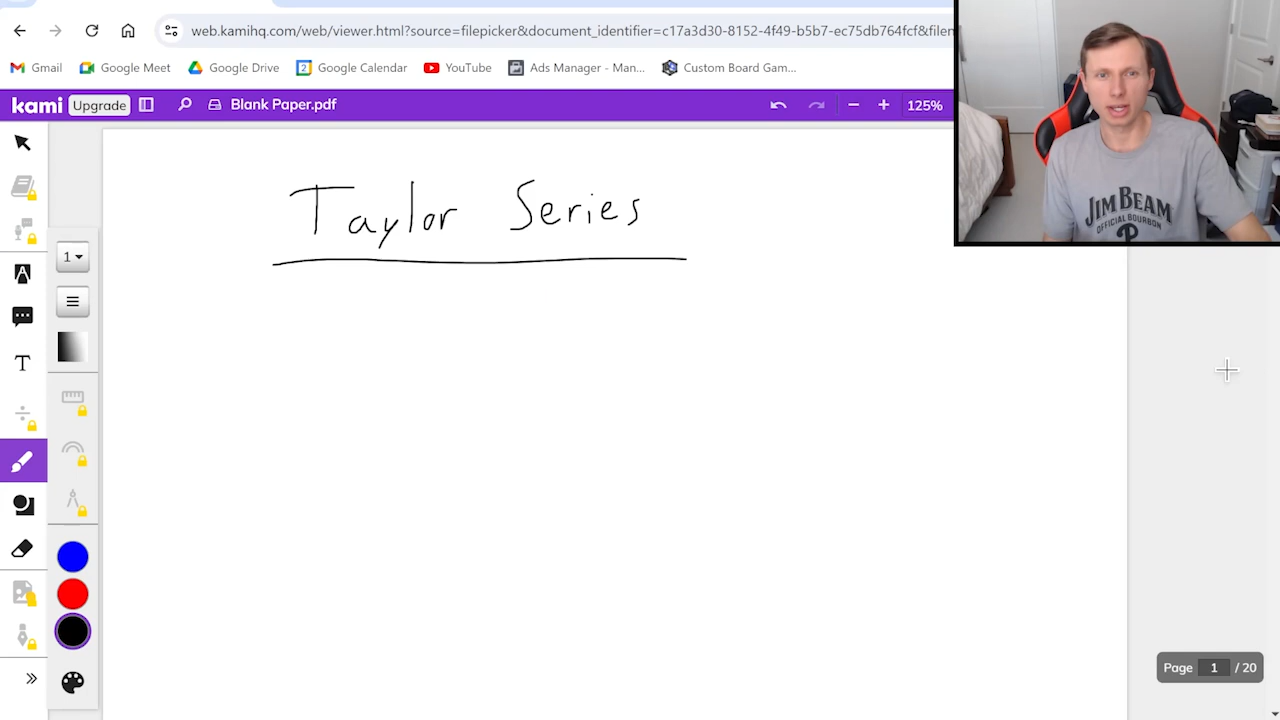 web.kamihq.com/web/viewer.html?source=filepicker&document_identifier=c17a3d30-8152-4f49-b5b7-ec75db764fcf&filen
Gmail Google Meet Google Drive 2 Google Calendar YouTube Ads Manager - Man... Custom Board Gam...
kami Upgrade Blank Paper.pdf 125%
Taylor Series
JIM BEAM
OFFICIAL BOURBON
P
1
T
Page 1 / 20